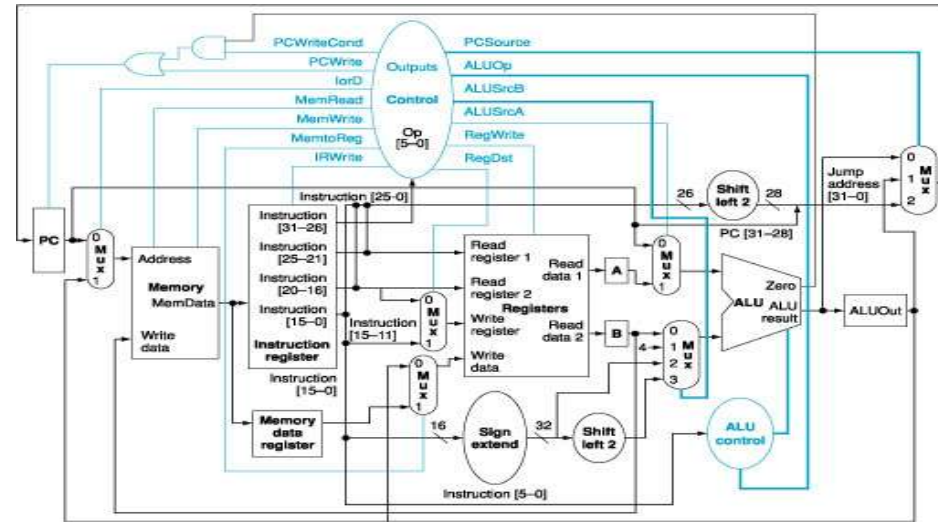 PCWriteCond
PCWrite
IorD
MemRead
MemWrite
MemtoReg
IRWrite
Outputs
Control
Op
[5–0]
PCSource
ALUOp
ALUSrcB
ALUSrcA
RegWrite
RegDst
PC
0
M
u
x
1
Address
Memory
MemData
Write
data
Instruction [25–0]
Instruction
[31–26]
Instruction
[25–21]
Instruction
[20–16]
Instruction
[15–0]
Instruction
register
Instruction
[15–0]
Memory
data
register
Instruction
[15–11]
0
M
u
x
1
0
M
u
x
1
Read
register 1
Read
register 2
Registers
Write
register
Write
data
Read
data 1
Read
data 2
16
Sign
extend
32
Shift
left 2
Instruction [5–0]
A
B
4
0
M
u
x
1
0
1
M
u
x
2
3
26
Shift
left 2
28
PC [31–28]
Jump
address
[31–0]
Zero
ALU
ALU
result
ALUOut
ALU
control
0
M
1
u
x
2